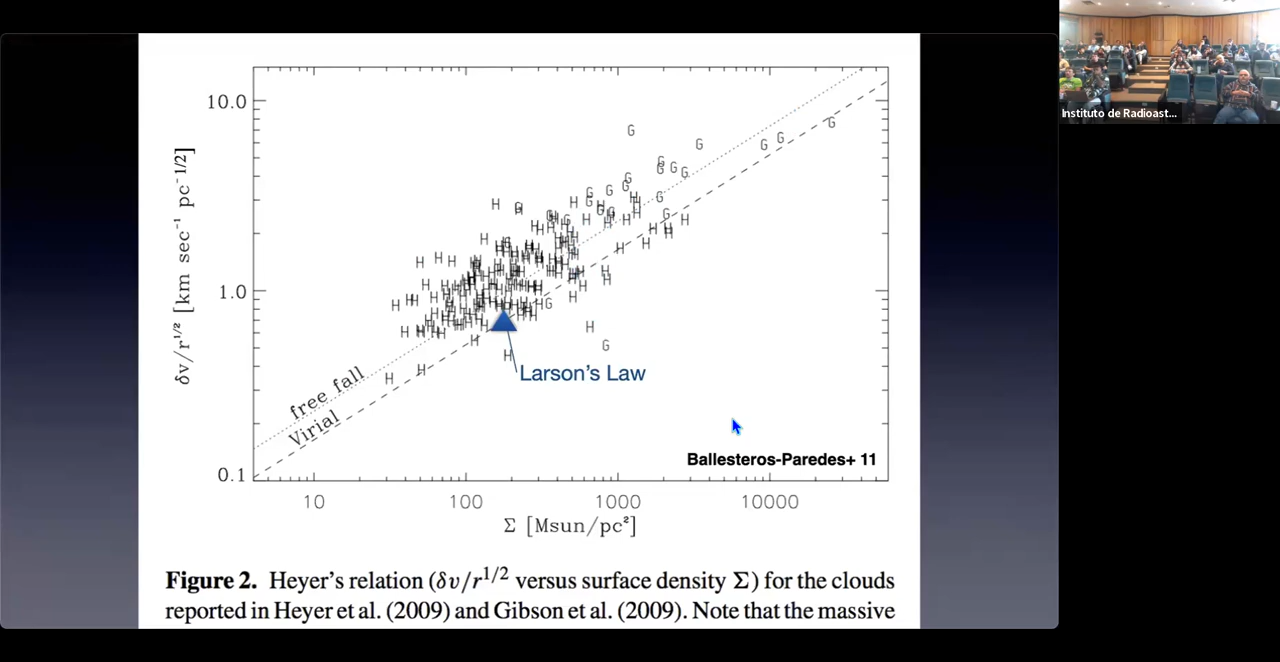 10.0
1.0
0.1
δv/r^1/2 [km sec^-1 pc^-1/2]
free fall
Virial
Larson's Law
Ballesteros-Paredes+ 11
10 100 1000 10000
Σ [Msun/pc²]
Figure 2. Heyer's relation (δv/r^1/2 versus surface density Σ) for the clouds
reported in Heyer et al. (2009) and Gibson et al. (2009). Note that the massive
Instituto de Radioast...